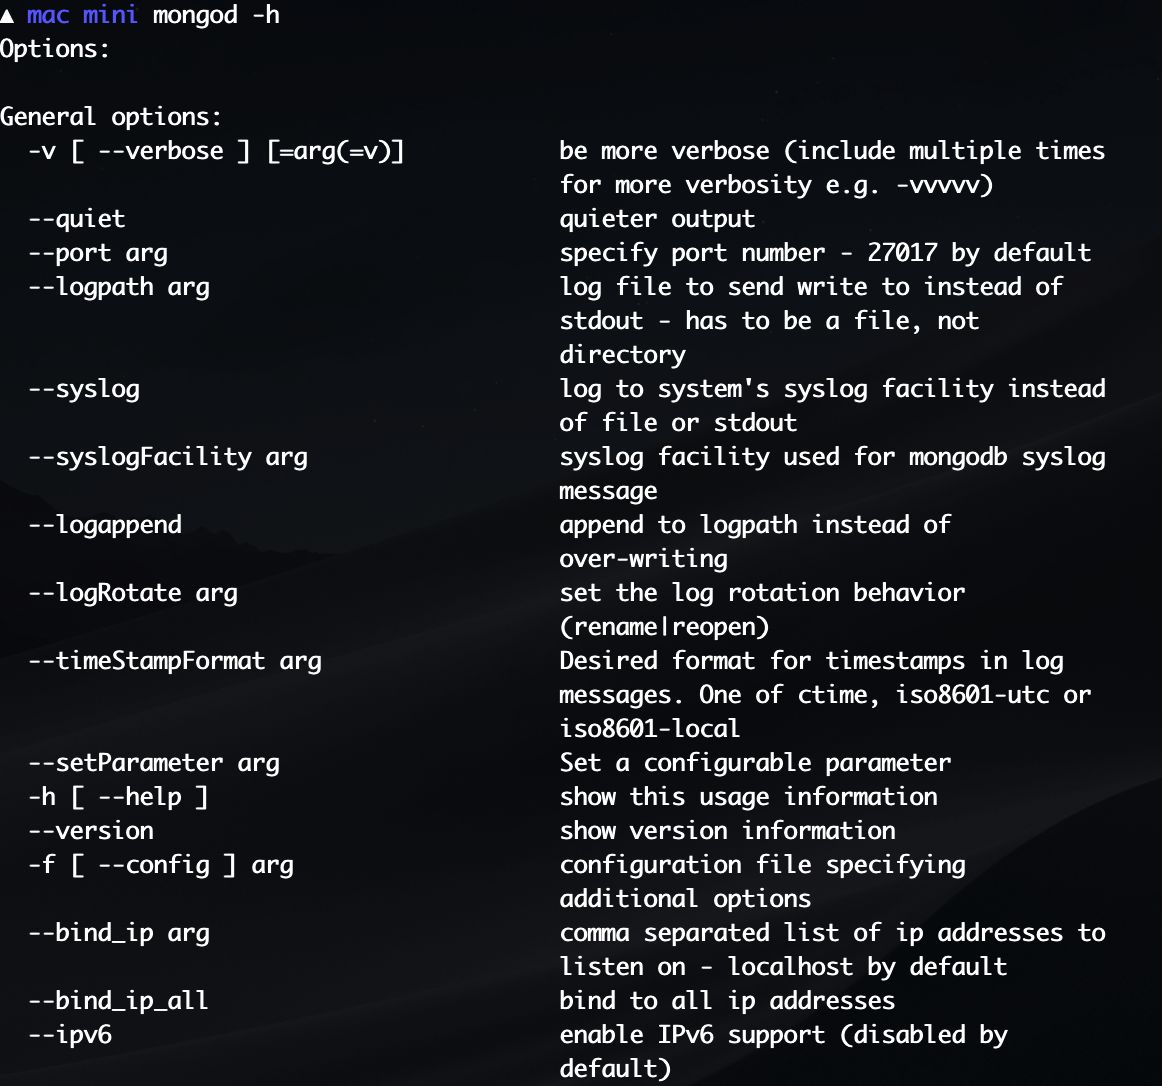 ▲ mac mini mongod -h
Options:

General options:
  -v [ --verbose ] [=arg(=v)]           be more verbose (include multiple times
                                        for more verbosity e.g. -vvvvv)
  --quiet                               quieter output
  --port arg                            specify port number - 27017 by default
  --logpath arg                         log file to send write to instead of
                                        stdout - has to be a file, not
                                        directory
  --syslog                              log to system's syslog facility instead
                                        of file or stdout
  --syslogFacility arg                  syslog facility used for mongodb syslog
                                        message
  --logappend                           append to logpath instead of
                                        over-writing
  --logRotate arg                       set the log rotation behavior
                                        (rename|reopen)
  --timeStampFormat arg                 Desired format for timestamps in log
                                        messages. One of ctime, iso8601-utc or
                                        iso8601-local
  --setParameter arg                    Set a configurable parameter
  -h [ --help ]                         show this usage information
  --version                             show version information
  -f [ --config ] arg                   configuration file specifying
                                        additional options
  --bind_ip arg                         comma separated list of ip addresses to
                                        listen on - localhost by default
  --bind_ip_all                         bind to all ip addresses
  --ipv6                                enable IPv6 support (disabled by
                                        default)